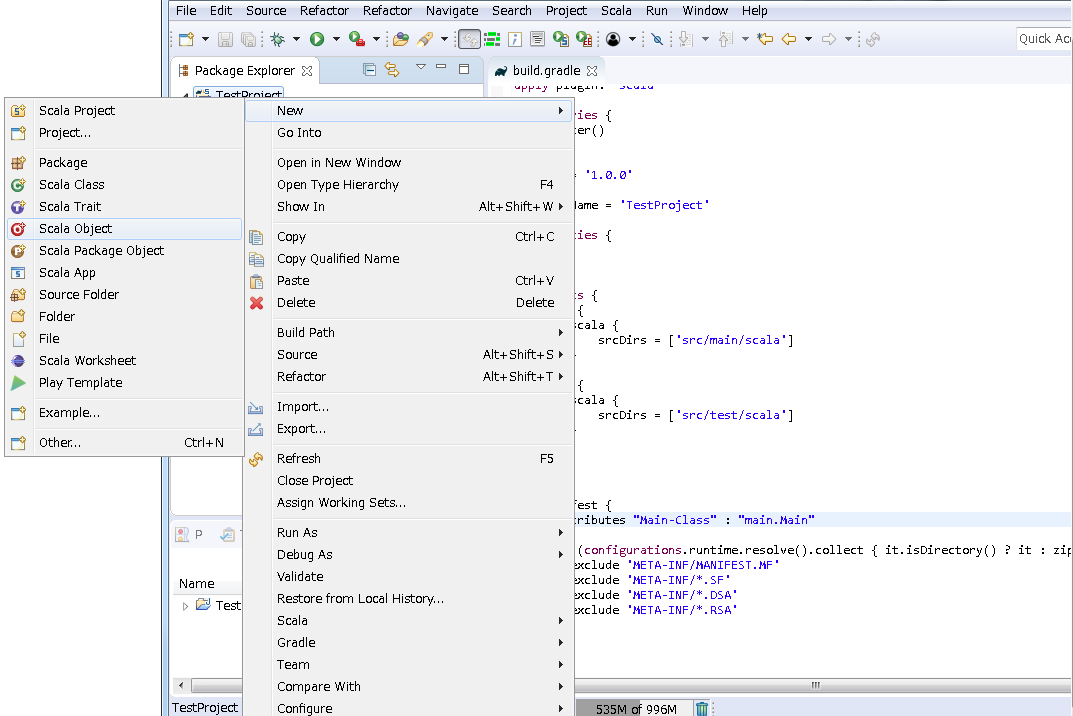 File Edit Source Refactor Refactor Navigate Search Project Scala Run Window Help
Quick Ac
Package Explorer
build.gradle
TestProject
Scala Project
Project...
Package
Scala Class
Scala Trait
Scala Object
Scala Package Object
Scala App
Source Folder
Folder
File
Scala Worksheet
Play Template
Example...
Other... Ctrl+N
New
Go Into
Open in New Window
Open Type Hierarchy F4
Show In Alt+Shift+W
Copy Ctrl+C
Copy Qualified Name
Paste Ctrl+V
Delete Delete
Build Path
Source Alt+Shift+S
Refactor Alt+Shift+T
Import...
Export...
Refresh F5
Close Project
Assign Working Sets...
Run As
Debug As
Validate
Restore from Local History...
Scala
Gradle
Team
Compare With
Configure
apply plugin: 'scala'
ries {
ter()
= '1.0.0'
Name = 'TestProject'
ties {
ts {
{
scala {
srcDirs = ['src/main/scala']
{
scala {
srcDirs = ['src/test/scala']
fest {
tributes "Main-Class" : "main.Main"
(configurations.runtime.resolve().collect { it.isDirectory() ? it : zip
exclude 'META-INF/MANIFEST.MF'
exclude 'META-INF/*.SF'
exclude 'META-INF/*.DSA'
exclude 'META-INF/*.RSA'
P
Name
Test
TestProject
535M of 996M